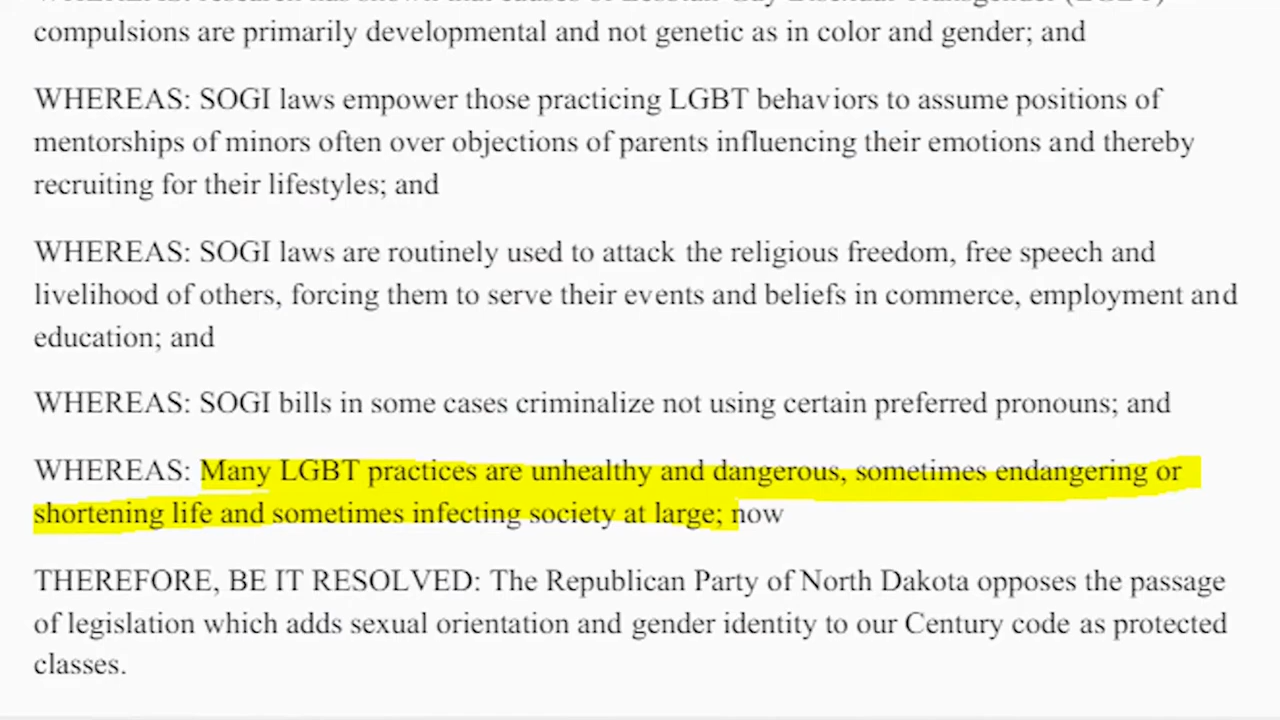 compulsions are primarily developmental and not genetic as in color and gender; and
WHEREAS: SOGI laws empower those practicing LGBT behaviors to assume positions of
mentorships of minors often over objections of parents influencing their emotions and thereby
recruiting for their lifestyles; and
WHEREAS: SOGI laws are routinely used to attack the religious freedom, free speech and
livelihood of others, forcing them to serve their events and beliefs in commerce, employment and
education; and
WHEREAS: SOGI bills in some cases criminalize not using certain preferred pronouns; and
WHEREAS: Many LGBT practices are unhealthy and dangerous, sometimes endangering or
shortening life and sometimes infecting society at large; now
THEREFORE, BE IT RESOLVED: The Republican Party of North Dakota opposes the passage
of legislation which adds sexual orientation and gender identity to our Century code as protected
classes.